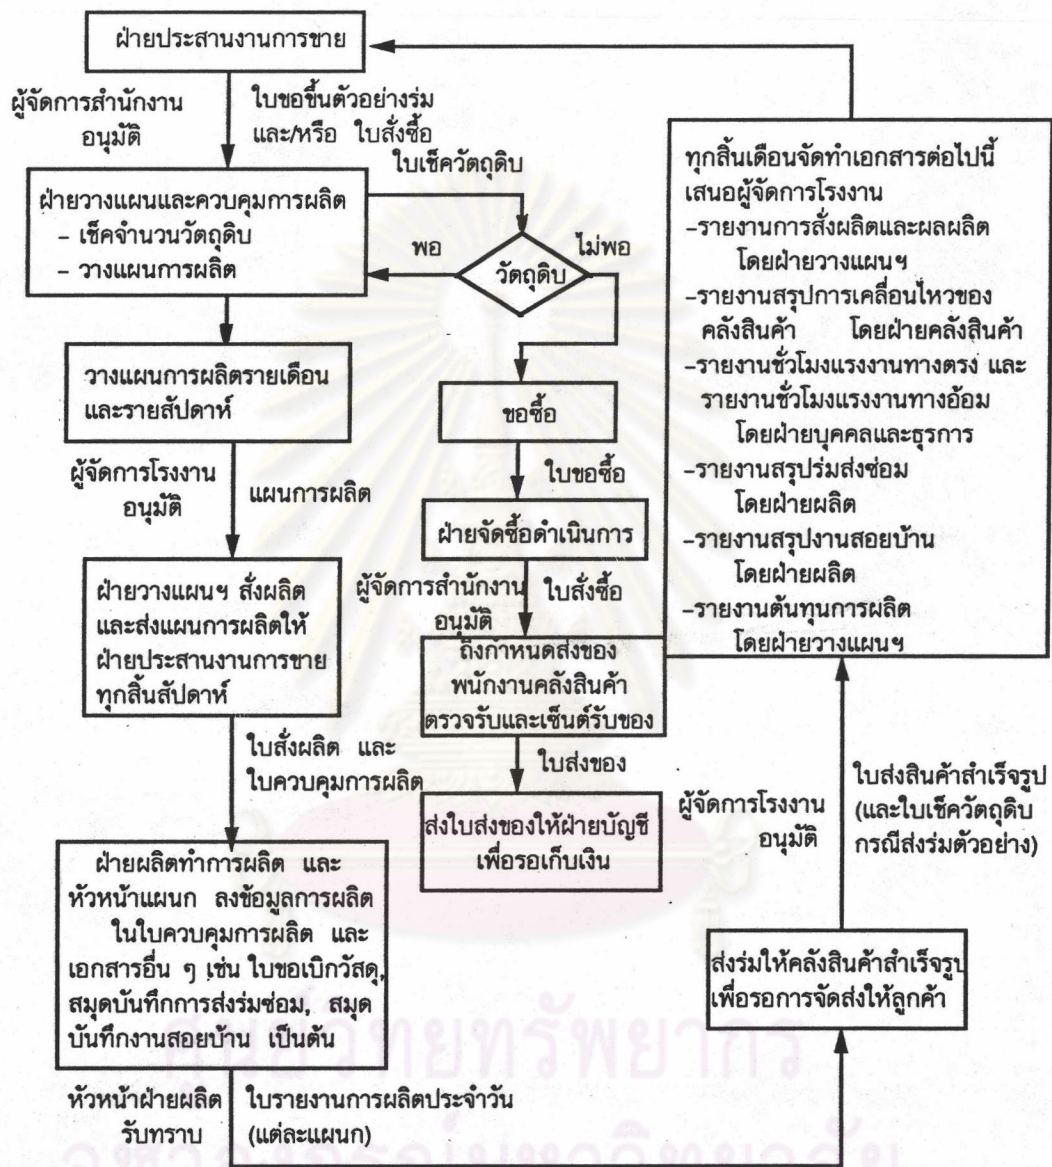 ฝ่ายประสานงานการขาย
ผู้จัดการสำนักงาน
อนุมัติ
ใบขอขึ้นตัวอย่างร่ม
และ/หรือ ใบสั่งซื้อ
ใบเช็ควัตถุดิบ
ฝ่ายวางแผนและควบคุมการผลิต
– เช็คจำนวนวัตถุดิบ
– วางแผนการผลิต
พอ
ไม่พอ
วัตถุดิบ
วางแผนการผลิตรายเดือน
และรายสัปดาห์
ขอซื้อ
ผู้จัดการโรงงาน
อนุมัติ
แผนการผลิต
ใบขอซื้อ
ฝ่ายจัดซื้อดำเนินการ
ฝ่ายวางแผนฯ สั่งผลิต
และส่งแผนการผลิตให้
ฝ่ายประสานงานการขาย
ทุกสิ้นสัปดาห์
ผู้จัดการสำนักงาน
อนุมัติ
ใบสั่งซื้อ
ถึงกำหนดส่งของ
พนักงานคลังสินค้า
ตรวจรับและเซ็นต์รับของ
ใบสั่งผลิต และ
ใบควบคุมการผลิต
ใบส่งของ
ส่งใบส่งของให้ฝ่ายบัญชี
เพื่อรอเก็บเงิน
ฝ่ายผลิตทำการผลิต และ
หัวหน้าแผนก ลงข้อมูลการผลิต
ในใบควบคุมการผลิต และ
เอกสารอื่น ๆ เช่น ใบขอเบิกวัสดุ,
สมุดบันทึกการส่งร่มซ่อม, สมุด
บันทึกงานสอยบ้าน เป็นต้น
หัวหน้าฝ่ายผลิต
รับทราบ
ใบรายงานการผลิตประจำวัน
(แต่ละแผนก)
ทุกสิ้นเดือนจัดทำเอกสารต่อไปนี้
เสนอผู้จัดการโรงงาน
–รายงานการสั่งผลิตและผลผลิต
โดยฝ่ายวางแผนฯ
–รายงานสรุปการเคลื่อนไหวของ
คลังสินค้า โดยฝ่ายคลังสินค้า
–รายงานชั่วโมงแรงงานทางตรง และ
รายงานชั่วโมงแรงงานทางอ้อม
โดยฝ่ายบุคคลและธุรการ
–รายงานสรุปร่มส่งซ่อม
โดยฝ่ายผลิต
–รายงานสรุปงานสอยบ้าน
โดยฝ่ายผลิต
–รายงานต้นทุนการผลิต
โดยฝ่ายวางแผนฯ
ผู้จัดการโรงงาน
อนุมัติ
ใบส่งสินค้าสำเร็จรูป
(และใบเช็ควัตถุดิบ
กรณีส่งร่มตัวอย่าง)
ส่งร่มให้คลังสินค้าสำเร็จรูป
เพื่อรอการจัดส่งให้ลูกค้า
ศูนย์วิทยทรัพยากร
จุฬาลงกรณ์มหาวิทยาลัย